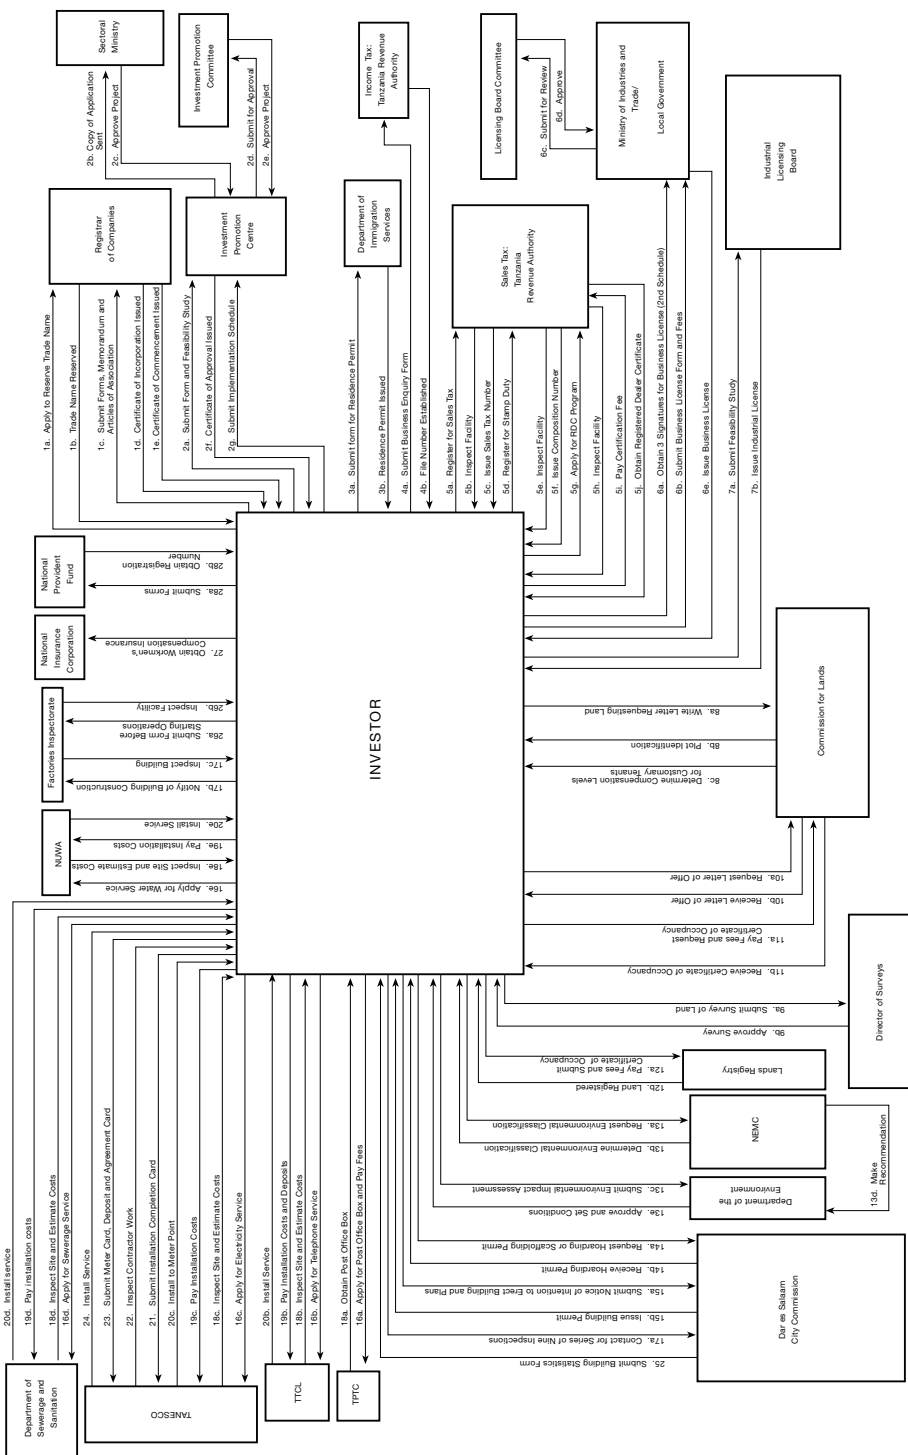 Sectoral
Ministry
Investment Promotion
Committee
Income Tax:
Tanzania Revenue
Authority
Licensing Board Committee
Ministry of Industries and
Trade/
Local Government
Industrial
Licensing
Board
2b. Copy of Application
Sent
2c. Approve Project
2d. Submit for Approval
2e. Approve Project
6c. Submit for Review
6d. Approve
Registrar
of Companies
Investment
Promotion
Centre
Department of
Immigration
Services
Sales Tax:
Tanzania
Revenue Authority
1a. Apply to Reserve Trade Name
1b. Trade Name Reserved
1c. Submit Forms, Memorandum and
Articles of Association
1d. Certificate of Incorporation Issued
1e. Certificate of Commencement Issued
2a. Submit Form and Feasibility Study
2f. Certificate of Approval Issued
2g. Submit Implementation Schedule
3a. Submit form for Residence Permit
3b. Residence Permit Issued
4a. Submit Business Enquiry Form
4b. File Number Established
5a. Register for Sales Tax
5b. Inspect Facility
5c. Issue Sales Tax Number
5d. Register for Stamp Duty
5e. Inspect Facility
5f. Issue Composition Number
5g. Apply for RDC Program
5h. Inspect Facility
5i. Pay Certification Fee
5j. Obtain Registered Dealer Certificate
6a. Obtain 3 Signatures for Business License (2nd Schedule)
6b. Submit Business License Form and Fees
6e. Issue Business License
7a. Submit Feasibility Study
7b. Issue Industrial License
National
Provident
Fund
28b. Obtain Registration
Number
28a. Submit Forms
National
Insurance
Corporation
27. Obtain Workmen's
Compensation Insurance
Factories Inspectorate
26b. Inspect Facility
26a. Submit Form Before
Starting Operations
17c. Inspect Building
17b. Notify of Building Construction
NUWA
20e. Install Service
19e. Pay Installation Costs
18e. Inspect Site and Estimate Costs
16e. Apply for Water Service
INVESTOR
8a. Write Letter Requesting Land
8b. Plot Identification
8c. Determine Compensation Levels
for Customary Tenants
Commission for Lands
10a. Request Letter of Offer
10b. Receive Letter of Offer
11a. Pay Fees and Request
Certificate of Occupancy
11b. Receive Certificate of Occupancy
9a. Submit Survey of Land
9b. Approve Survey
Director of Surveys
12a. Pay Fees and Submit
Certificate of Occupancy
12b. Land Registered
Lands Registry
13a. Request Environmental Classification
13b. Determine Environmental Classification
NEMC
13c. Submit Environmental Impact Assessment
13e. Approve and Set Conditions
Department of the
Environment
13d. Make
Recommendation
14a. Request Hoarding or Scaffolding Permit
14b. Receive Hoarding Permit
15a. Submit Notice of Intention to Erect Building and Plans
15b. Issue Building Permit
17a. Contact for Series of Nine Inspections
25. Submit Statistics Building Form
Dar es Salaam
City Commission
20d. Install service
19d. Pay installation costs
18d. Inspect Site and Estimate Costs
16d. Apply for Sewerage Service
24. Install Service
23. Submit Meter Card, Deposit and Agreement Card
22. Inspect Contractor Work
21. Submit Installation Completion Card
20c. Install to Meter Point
19c. Pay Installation Costs
18c. Inspect Site and Estimate Costs
16c. Apply for Electricity Service
20b. Install Service
19b. Pay Installation Costs and Deposits
18b. Inspect Site and Estimate Costs
16b. Apply for Telephone Service
18a. Obtain Post Office Box
16a. Apply for Post Office Box and Pay Fees
Department of
Sewerage and
Sanitation
TANESCO
TTCL
TPTC